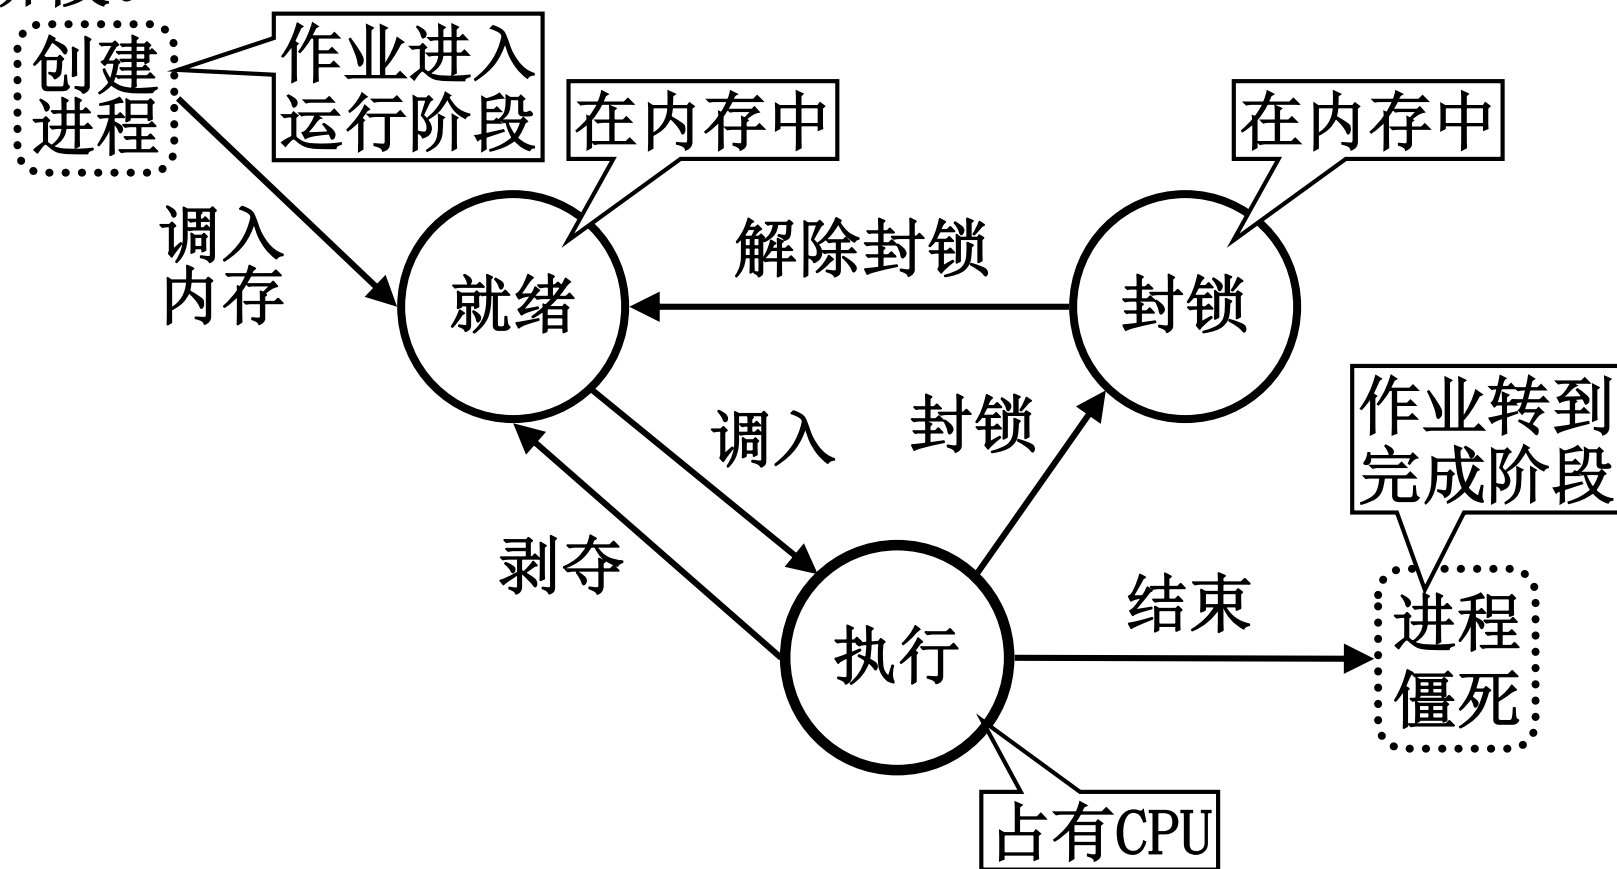 阶段。
创建
进程
作业进入
运行阶段
在内存中
在内存中
调入
内存
解除封锁
就绪
封锁
调入
封锁
作业转到
完成阶段
剥夺
结束
执行
进程
僵死
占有CPU